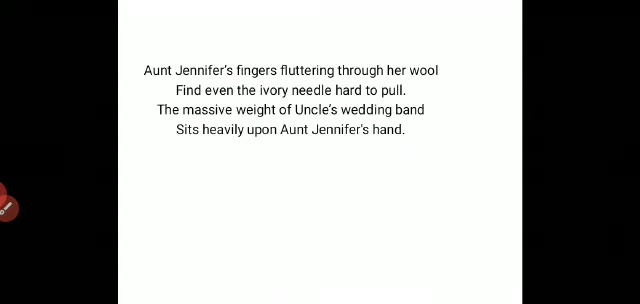 Aunt Jennifer's fingers fluttering through her wool
Find even the ivory needle hard to pull.
The massive weight of Uncle's wedding band
Sits heavily upon Aunt Jennifer's hand.